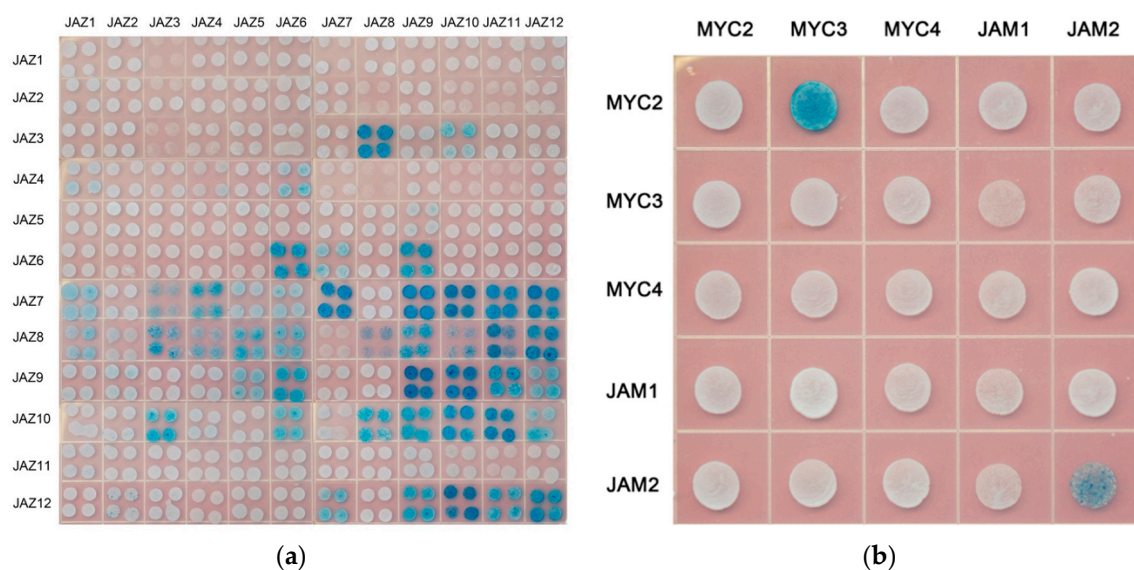 JAZ1 JAZ2 JAZ3 JAZ4 JAZ5 JAZ6 JAZ7 JAZ8 JAZ9 JAZ10 JAZ11 JAZ12
JAZ1
JAZ2
JAZ3
JAZ4
JAZ5
JAZ6
JAZ7
JAZ8
JAZ9
JAZ10
JAZ11
JAZ12
(a)
MYC2 MYC3 MYC4 JAM1 JAM2
MYC2
MYC3
MYC4
JAM1
JAM2
(b)